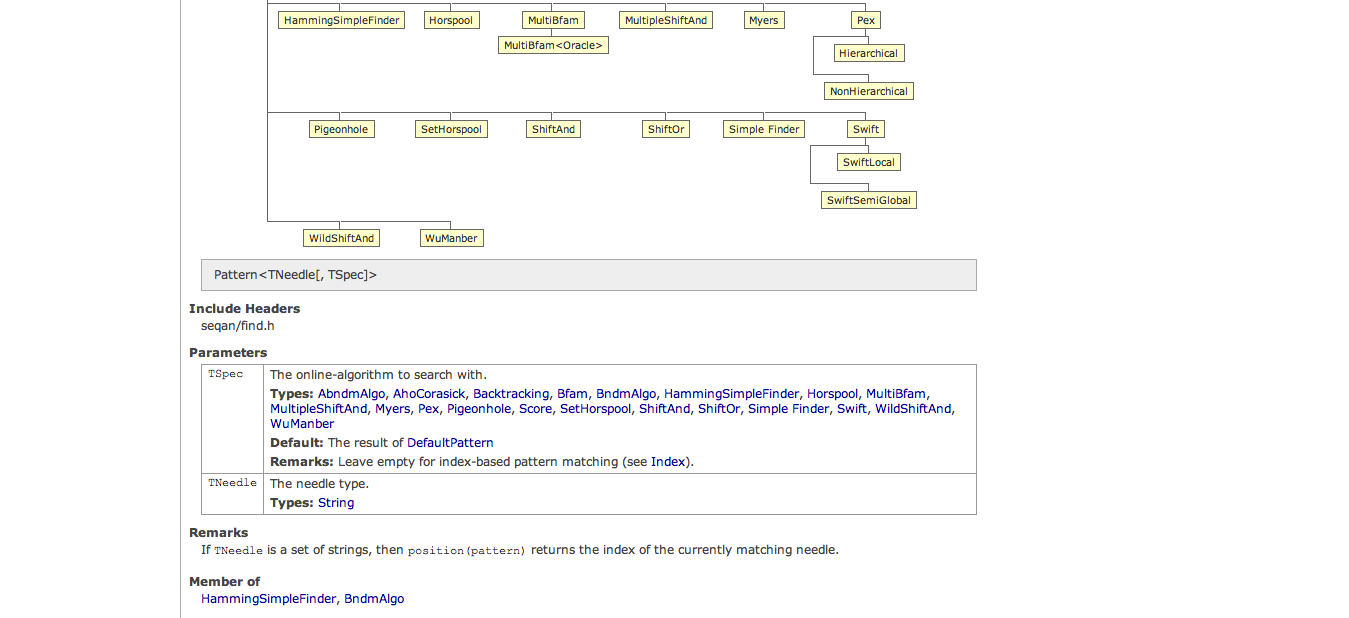 HammingSimpleFinder Horspool MultiBfam MultipleShiftAnd Myers Pex
MultiBfam<Oracle>
Hierarchical
NonHierarchical
Pigeonhole SetHorspool ShiftAnd ShiftOr Simple Finder Swift
SwiftLocal
SwiftSemiGlobal
WildShiftAnd WuManber
Pattern<TNeedle[, TSpec]>
Include Headers
seqan/find.h
Parameters
TSpec The online-algorithm to search with.
Types: AbndmAlgo, AhoCorasick, Backtracking, Bfam, BndmAlgo, HammingSimpleFinder, Horspool, MultiBfam,
MultipleShiftAnd, Myers, Pex, Pigeonhole, Score, SetHorspool, ShiftAnd, ShiftOr, Simple Finder, Swift, WildShiftAnd,
WuManber
Default: The result of DefaultPattern
Remarks: Leave empty for index-based pattern matching (see Index).
TNeedle The needle type.
Types: String
Remarks
If TNeedle is a set of strings, then position(pattern) returns the index of the currently matching needle.
Member of
HammingSimpleFinder, BndmAlgo